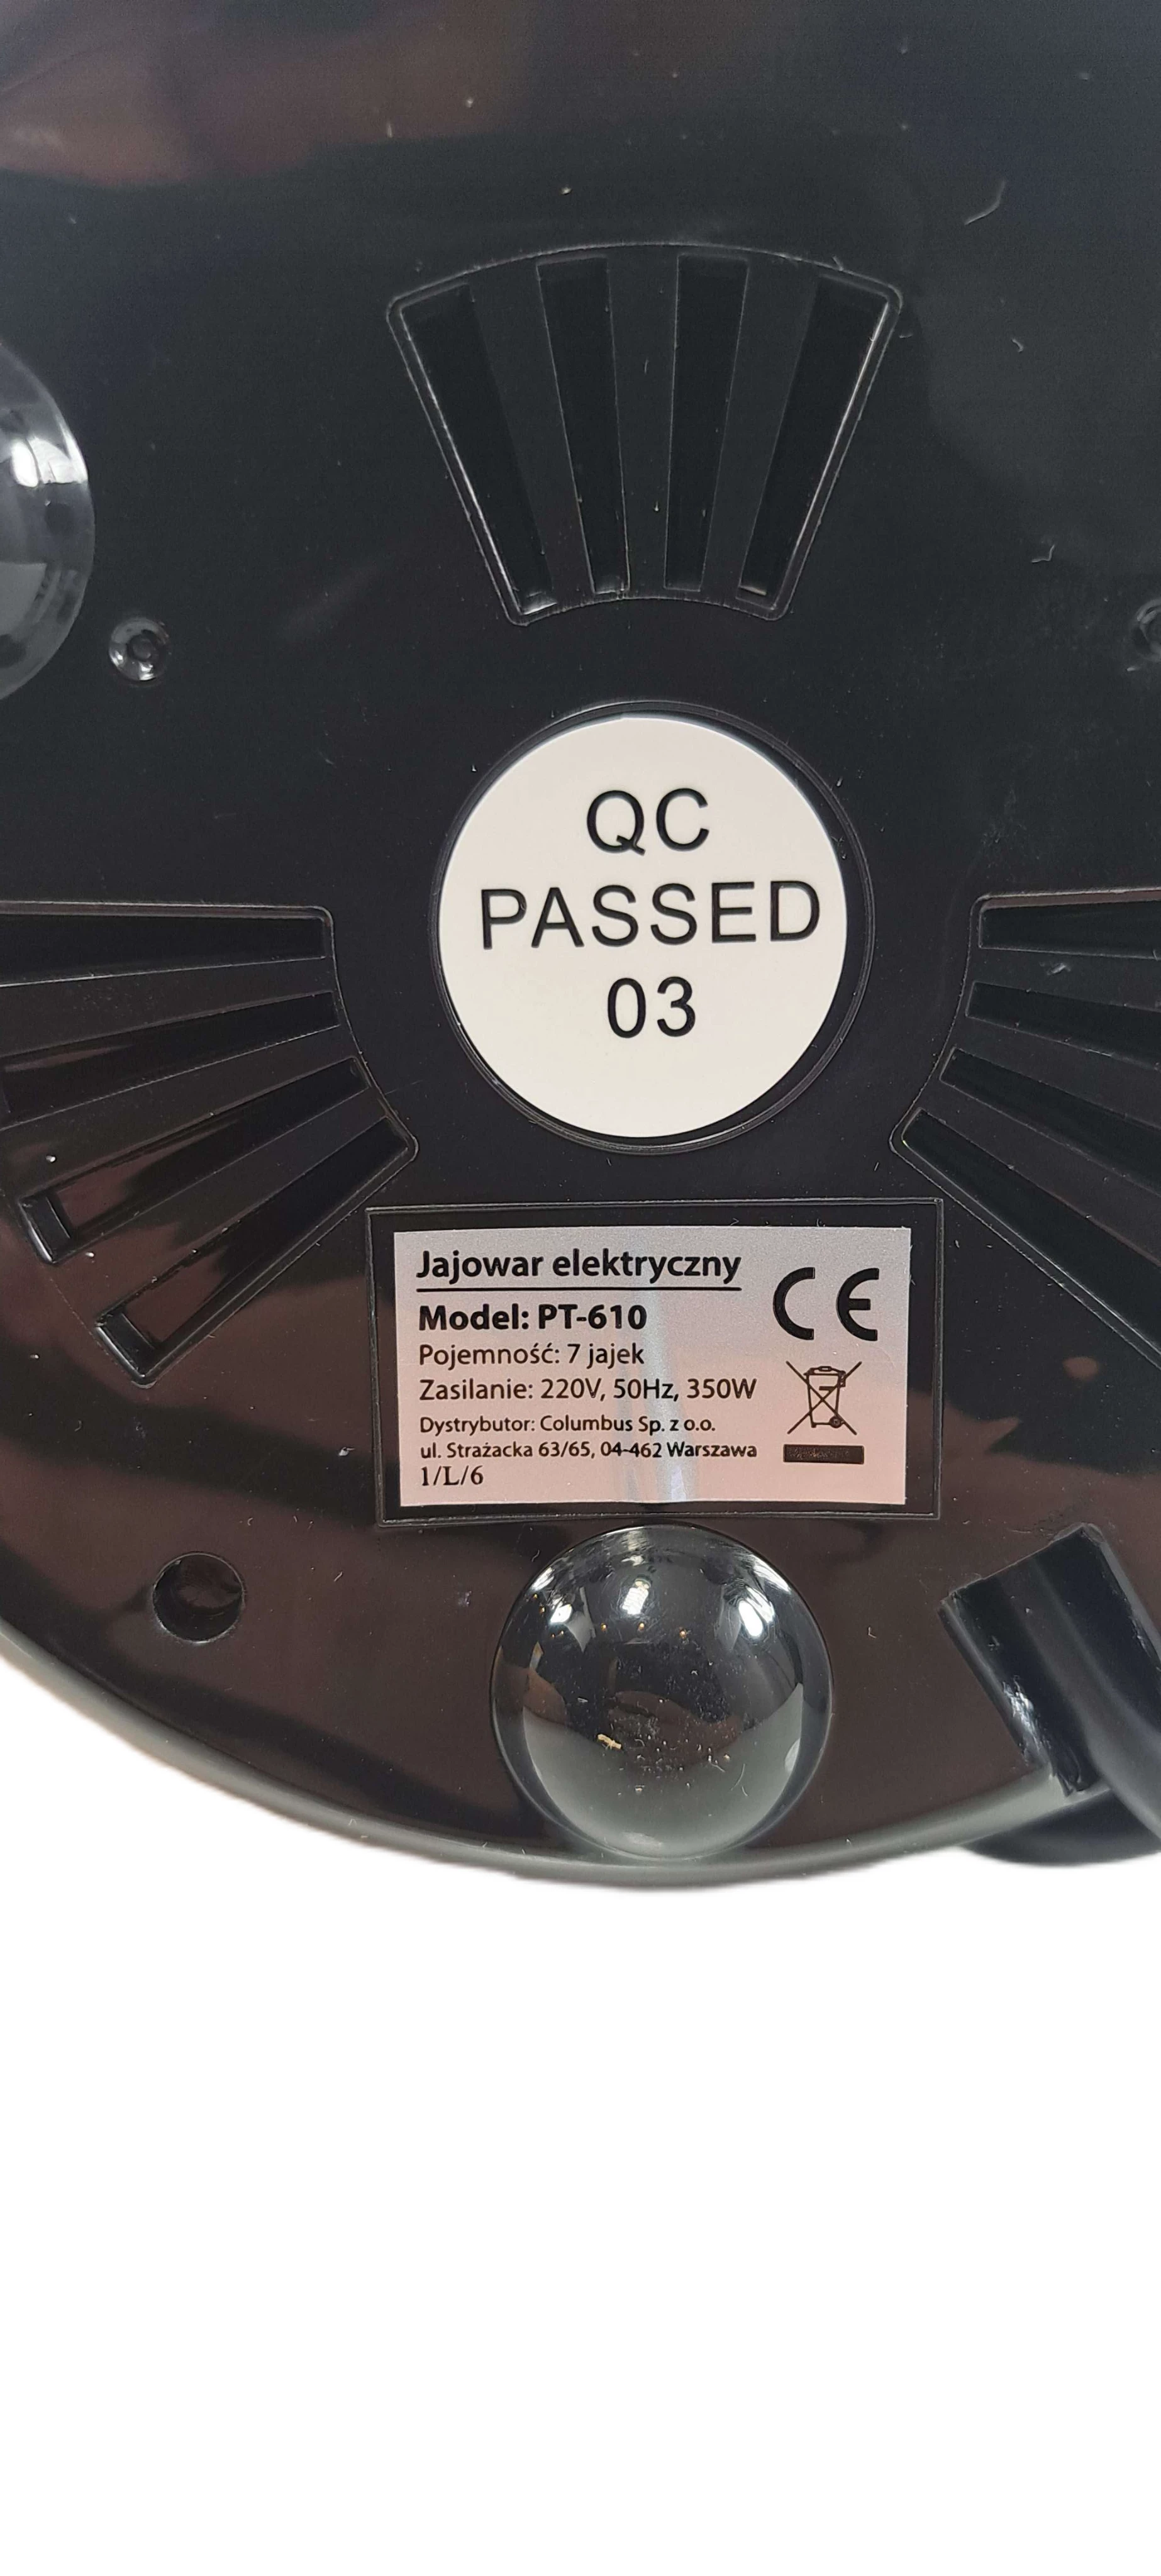 QC
PASSED
03
Jajowar elektryczny
Model: PT-610
Pojemność: 7 jajek
Zasilanie: 220V, 50Hz, 350W
Dystrybutor: Columbus Sp. z o.o.
ul. Strażacka 63/65, 04-462 Warszawa
1/L/6
CE